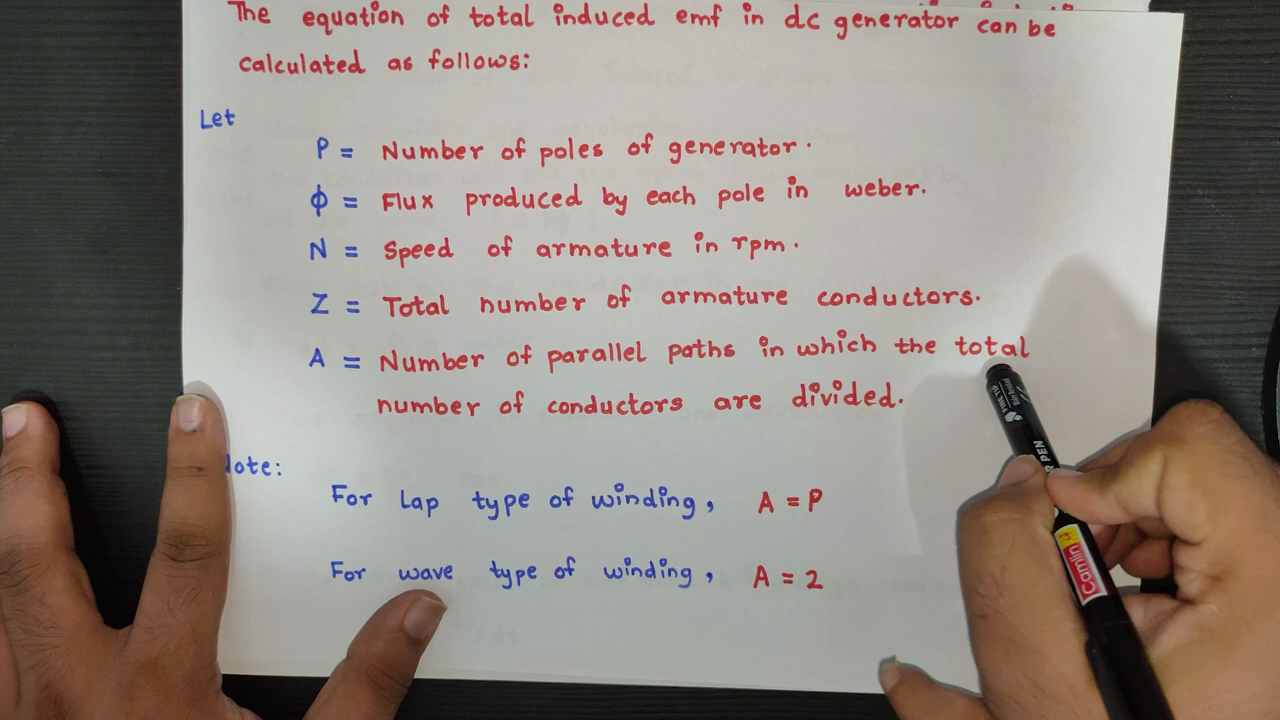 The equation of total induced emf in dc generator can be
calculated as follows:
Let
P = Number of poles of generator.
ϕ = Flux produced by each pole in weber.
N = Speed of armature in rpm.
Z = Total number of armature conductors.
A = Number of parallel paths in which the total
number of conductors are divided.
ote:
For Lap type of winding, A = P
For wave type of winding, A = 2
PEN
Camlin